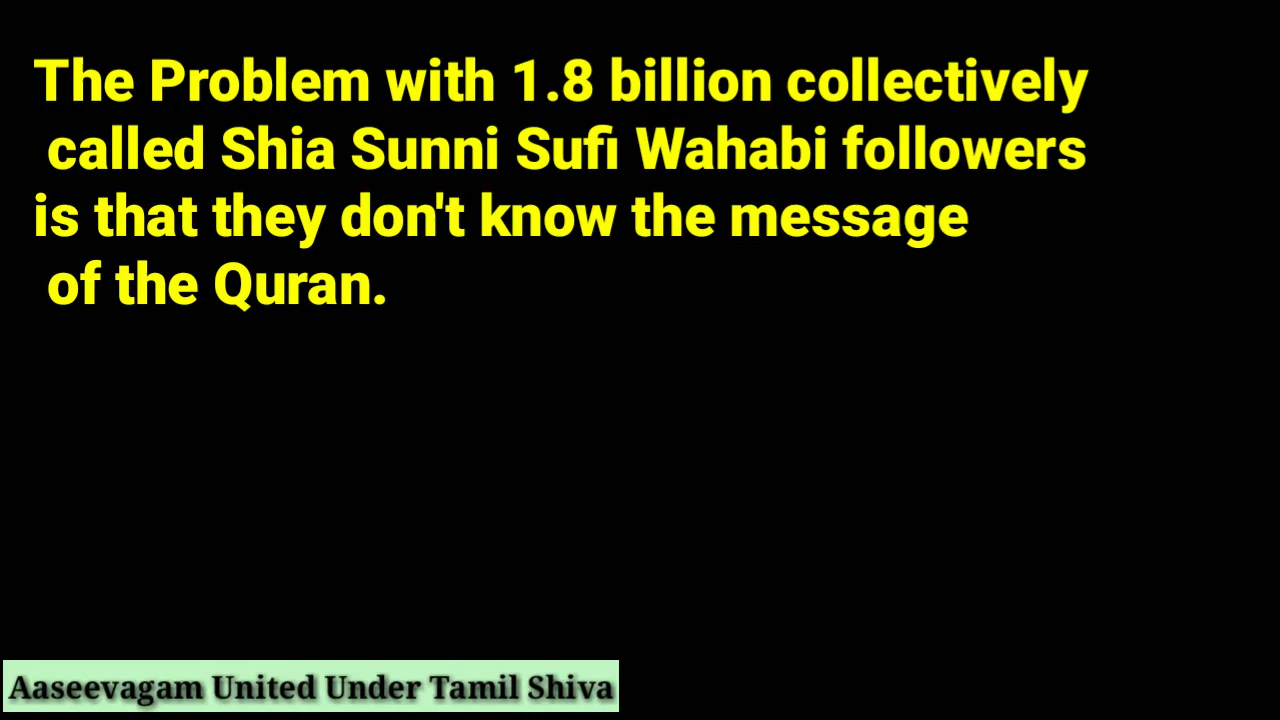 The Problem with 1.8 billion collectively
called Shia Sunni Sufi Wahabi followers
is that they don't know the message
of the Quran.
Aaseevagam United Under Tamil Shiva